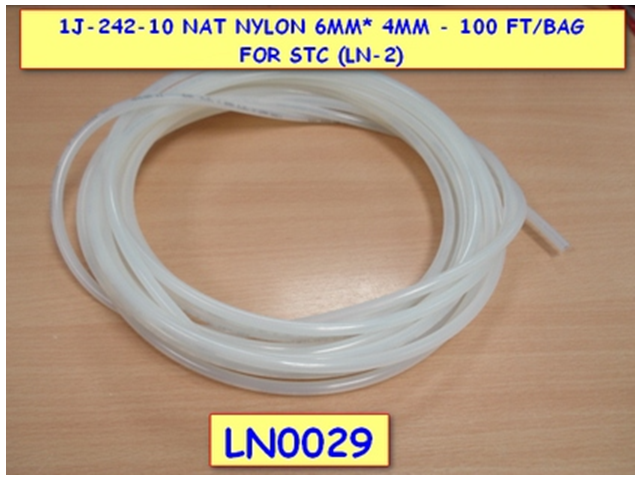 1J-242-10 NAT NYLON 6MM* 4MM - 100 FT/BAG
FOR STC (LN-2)
LN0029